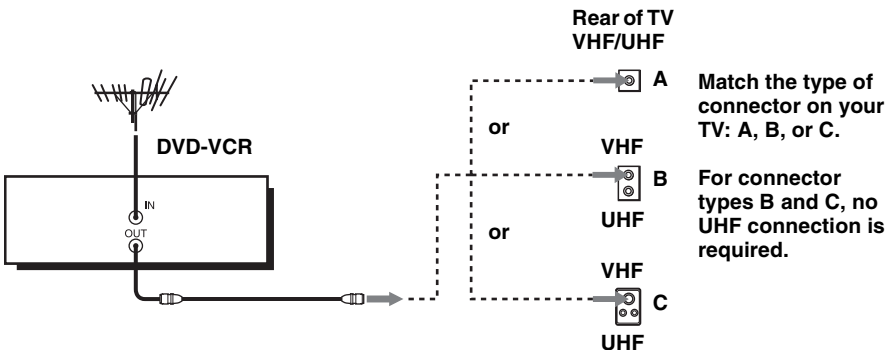 Rear of TV
VHF/UHF
A
Match the type of
connector on your
TV: A, B, or C.
or
DVD-VCR
VHF
B
For connector
types B and C, no
UHF connection is
required.
IN
OUT
UHF
or
VHF
C
UHF